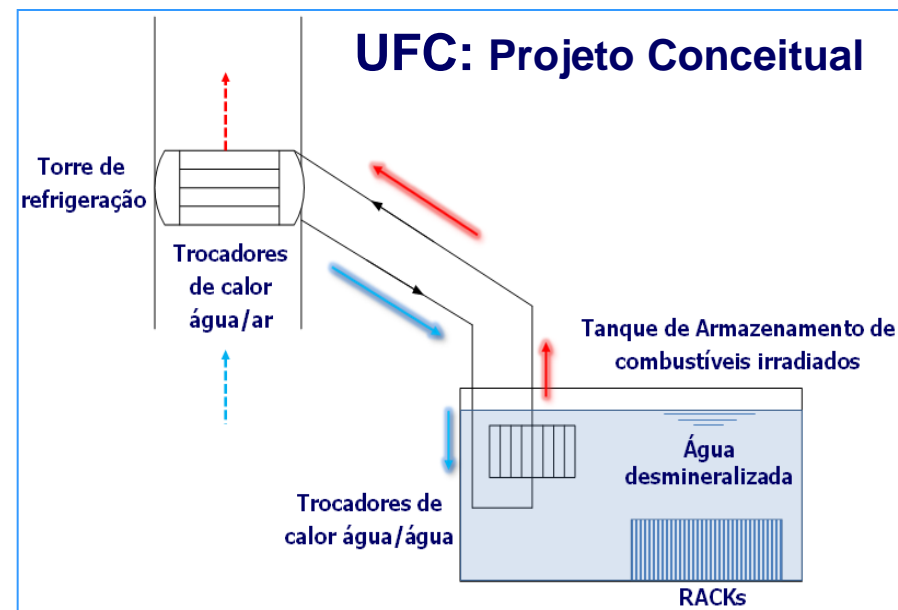 UFC: Projeto Conceitual
Torre de
refrigeração
Trocadores
de calor
água/ar
Tanque de Armazenamento de
combustíveis irradiados
Água
desmineralizada
Trocadores de
calor água/água
RACKs